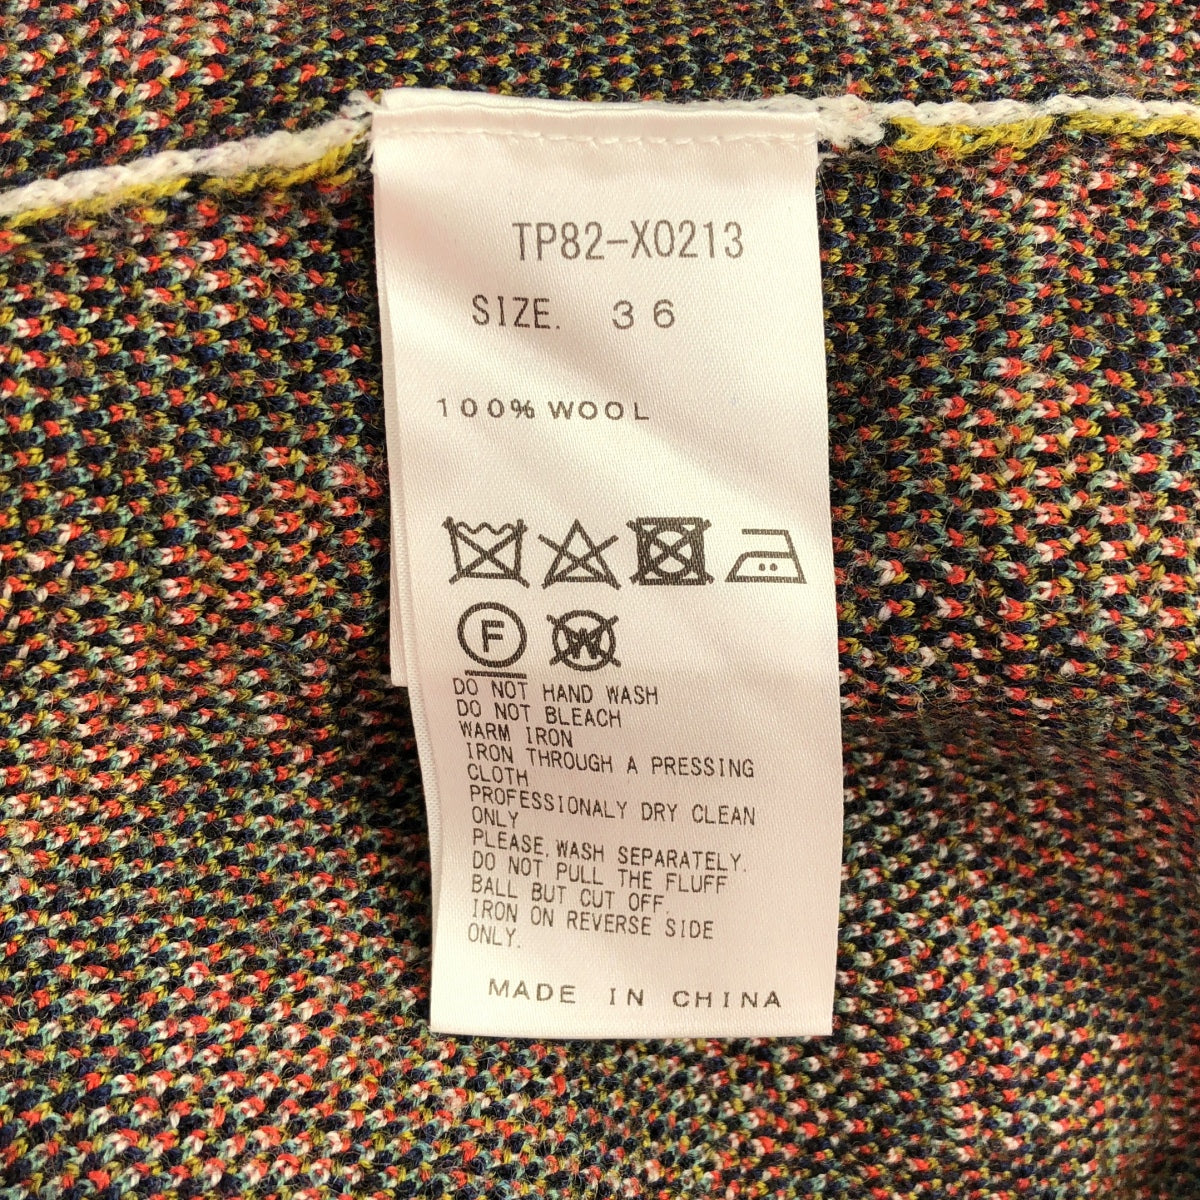 TP82-X0213
SIZE. 36
100% WOOL
F
W
DO NOT HAND WASH
DO NOT BLEACH
WARM IRON
IRON THROUGH A PRESSING
CLOTH
PROFESSIONALY DRY CLEAN
ONLY
PLEASE.WASH SEPARATELY.
DO NOT PULL THE FLUFF
BALL BUT CUT OFF.
IRON ON REVERSE SIDE
ONLY.
MADE IN CHINA